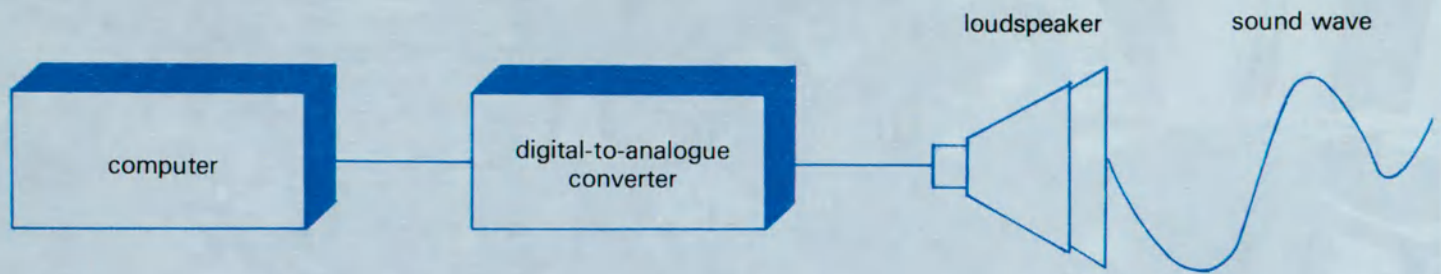 loudspeaker
sound wave
computer
digital-to-analogue
converter